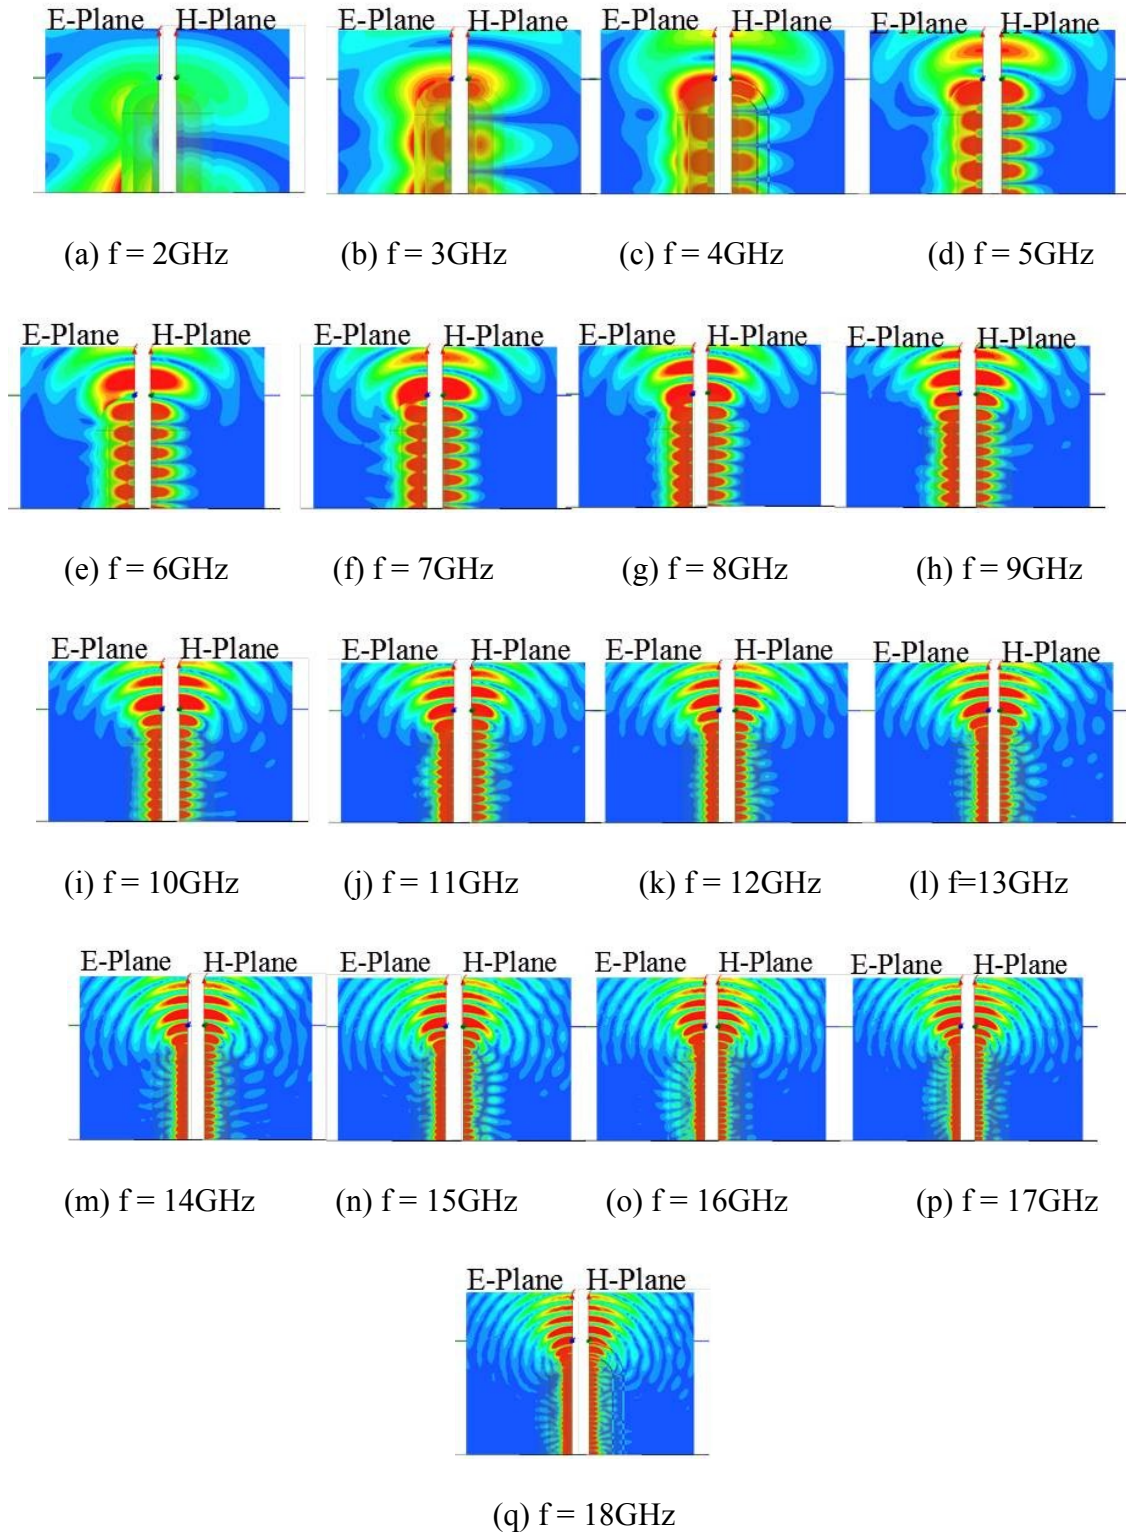 E-Plane H-Plane E-Plane H-Plane E-Plane H-Plane E-Plane H-Plane
(a) f = 2GHz (b) f = 3GHz (c) f = 4GHz (d) f = 5GHz
E-Plane H-Plane E-Plane H-Plane E-Plane H-Plane E-Plane H-Plane
(e) f = 6GHz (f) f = 7GHz (g) f = 8GHz (h) f = 9GHz
E-Plane H-Plane E-Plane H-Plane E-Plane H-Plane E-Plane H-Plane
(i) f = 10GHz (j) f = 11GHz (k) f = 12GHz (l) f=13GHz
E-Plane H-Plane E-Plane H-Plane E-Plane H-Plane E-Plane H-Plane
(m) f = 14GHz (n) f = 15GHz (o) f = 16GHz (p) f = 17GHz
E-Plane H-Plane
(q) f = 18GHz